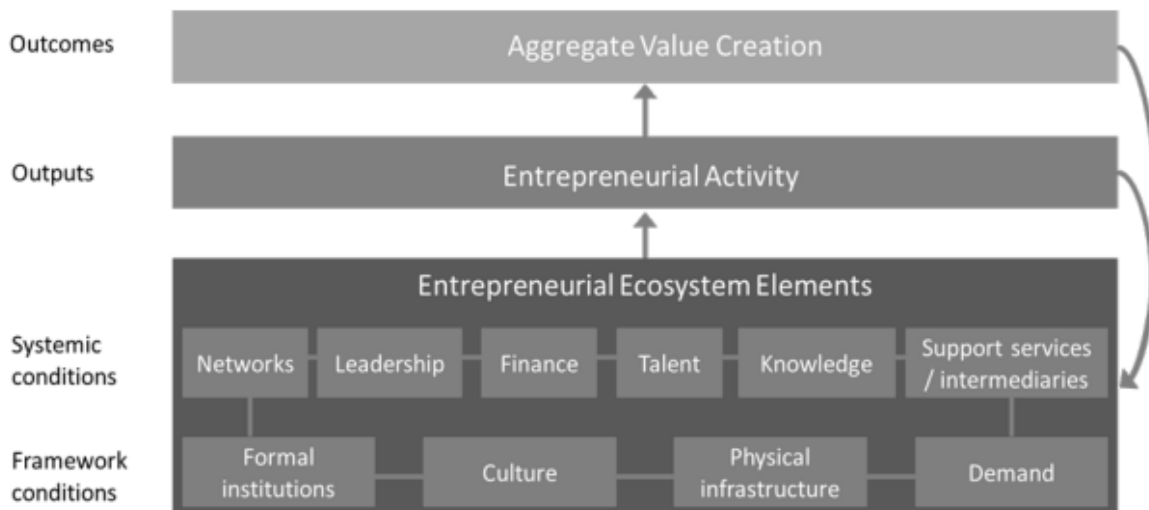 Outcomes
Aggregate Value Creation
Outputs
Entrepreneurial Activity
Entrepreneurial Ecosystem Elements
Systemic
conditions
Networks
Leadership
Finance
Talent
Knowledge
Support services
/ intermediaries
Framework
conditions
Formal
institutions
Culture
Physical
infrastructure
Demand